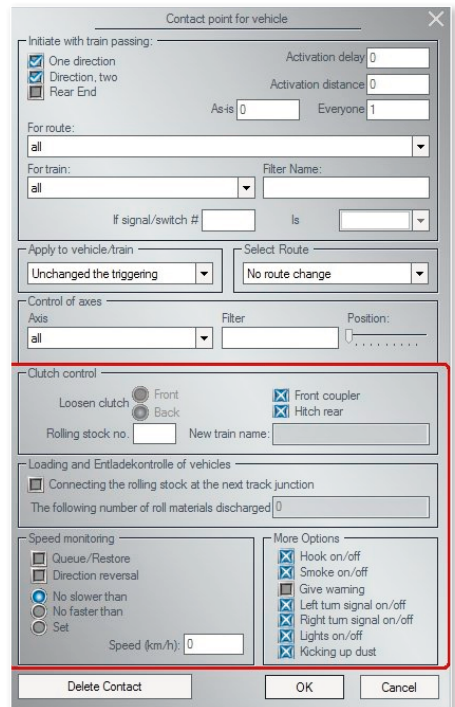 Contact point for vehicle
Initiate with train passing:
One direction
Activation delay 0
Direction, two
Rear End
Activation distance 0
As-is 0 Everyone 1
For route:
all
For train: Filter Name:
all
If signal/switch # Is
Apply to vehicle/train Select Route
Unchanged the triggering No route change
Control of axes
Axis Filter Position:
all
Clutch control
Loosen clutch Front Front coupler
Back Hitch rear
Rolling stock no. New train name:
Loading and Entladekontrolle of vehicles
Connecting the rolling stock at the next track junction
The following number of roll materials discharged 0
Speed monitoring
Queue/Restore
Direction reversal
No slower than
No faster than
Set
Speed (km/h): 0
More Options
Hook on/off
Smoke on/off
Give warning
Left turn signal on/off
Right turn signal on/off
Lights on/off
Kicking up dust
Delete Contact OK Cancel